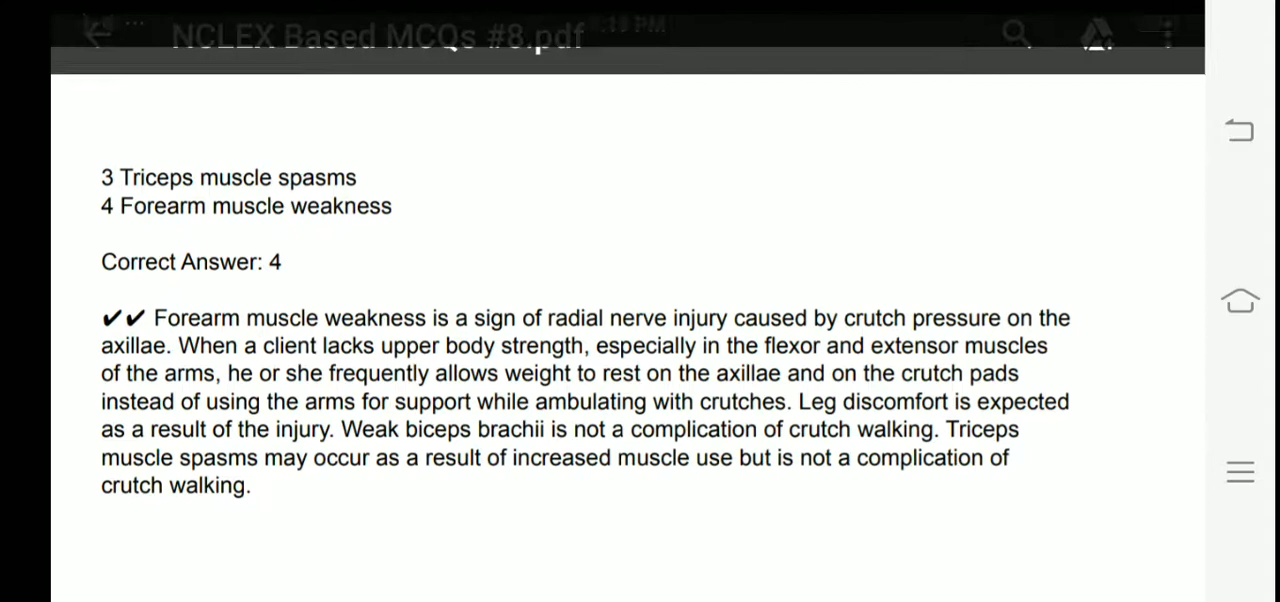 NCLEX Based MCQs #8.pdf
3 Triceps muscle spasms
4 Forearm muscle weakness
Correct Answer: 4
✔✔ Forearm muscle weakness is a sign of radial nerve injury caused by crutch pressure on the
axillae. When a client lacks upper body strength, especially in the flexor and extensor muscles
of the arms, he or she frequently allows weight to rest on the axillae and on the crutch pads
instead of using the arms for support while ambulating with crutches. Leg discomfort is expected
as a result of the injury. Weak biceps brachii is not a complication of crutch walking. Triceps
muscle spasms may occur as a result of increased muscle use but is not a complication of
crutch walking.